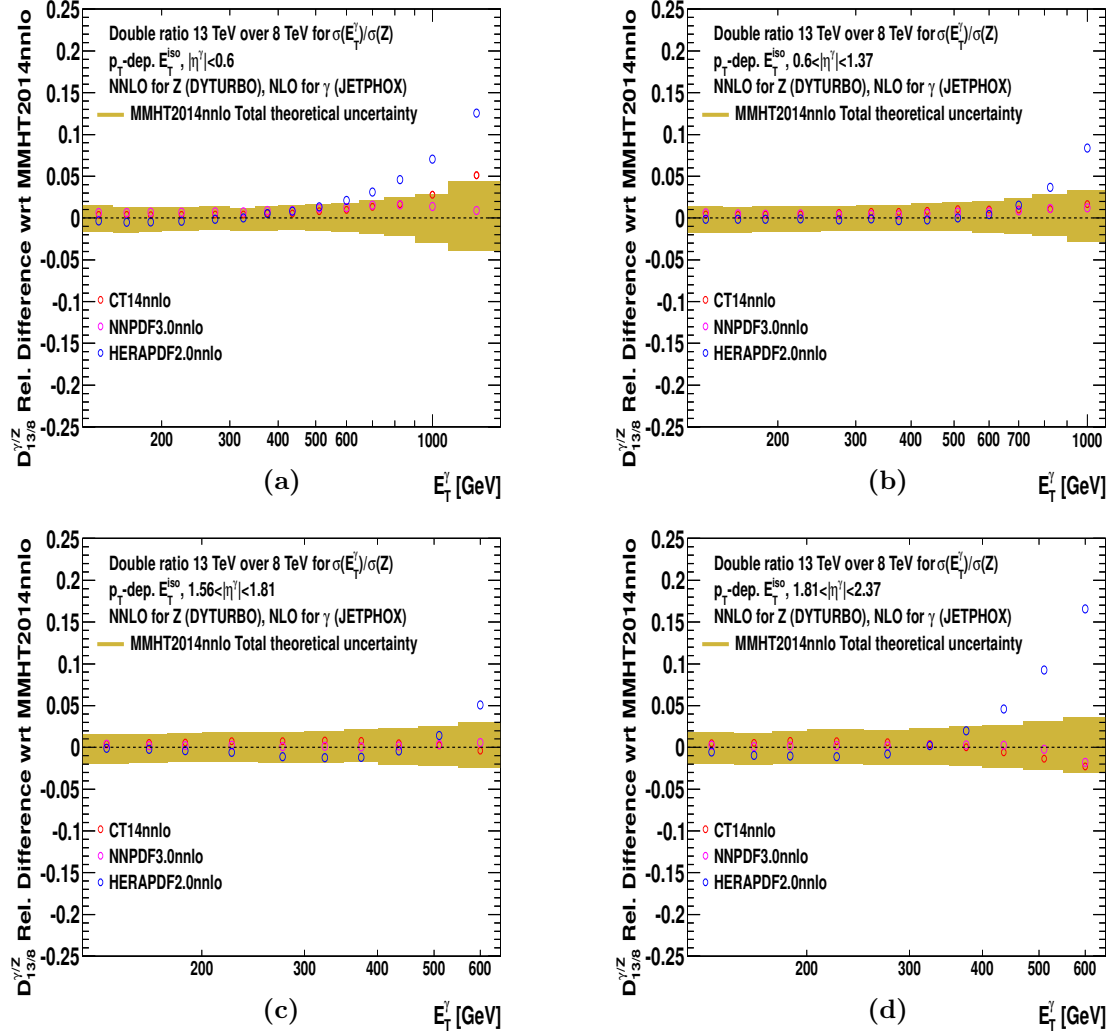 D^{γ/Z}_{13/8} Rel. Difference wrt MMHT2014nnlo
0.25
0.2
0.15
0.1
0.05
0
-0.05
-0.1
-0.15
-0.2
-0.25
Double ratio 13 TeV over 8 TeV for σ(E_T^γ)/σ(Z)
p_T-dep. E_T^iso, |η^γ|<0.6
NNLO for Z (DYTURBO), NLO for γ (JETPHOX)
MMHT2014nnlo Total theoretical uncertainty
CT14nnlo
NNPDF3.0nnlo
HERAPDF2.0nnlo
200 300 400 500 600 1000
E_T^γ [GeV]
(a)
D^{γ/Z}_{13/8} Rel. Difference wrt MMHT2014nnlo
0.25
0.2
0.15
0.1
0.05
0
-0.05
-0.1
-0.15
-0.2
-0.25
Double ratio 13 TeV over 8 TeV for σ(E_T^γ)/σ(Z)
p_T-dep. E_T^iso, 0.6<|η^γ|<1.37
NNLO for Z (DYTURBO), NLO for γ (JETPHOX)
MMHT2014nnlo Total theoretical uncertainty
CT14nnlo
NNPDF3.0nnlo
HERAPDF2.0nnlo
200 300 400 500 600 700 1000
E_T^γ [GeV]
(b)
D^{γ/Z}_{13/8} Rel. Difference wrt MMHT2014nnlo
0.25
0.2
0.15
0.1
0.05
0
-0.05
-0.1
-0.15
-0.2
-0.25
Double ratio 13 TeV over 8 TeV for σ(E_T^γ)/σ(Z)
p_T-dep. E_T^iso, 1.56<|η^γ|<1.81
NNLO for Z (DYTURBO), NLO for γ (JETPHOX)
MMHT2014nnlo Total theoretical uncertainty
CT14nnlo
NNPDF3.0nnlo
HERAPDF2.0nnlo
200 300 400 500 600
E_T^γ [GeV]
(c)
D^{γ/Z}_{13/8} Rel. Difference wrt MMHT2014nnlo
0.25
0.2
0.15
0.1
0.05
0
-0.05
-0.1
-0.15
-0.2
-0.25
Double ratio 13 TeV over 8 TeV for σ(E_T^γ)/σ(Z)
p_T-dep. E_T^iso, 1.81<|η^γ|<2.37
NNLO for Z (DYTURBO), NLO for γ (JETPHOX)
MMHT2014nnlo Total theoretical uncertainty
CT14nnlo
NNPDF3.0nnlo
HERAPDF2.0nnlo
200 300 400 500 600
E_T^γ [GeV]
(d)